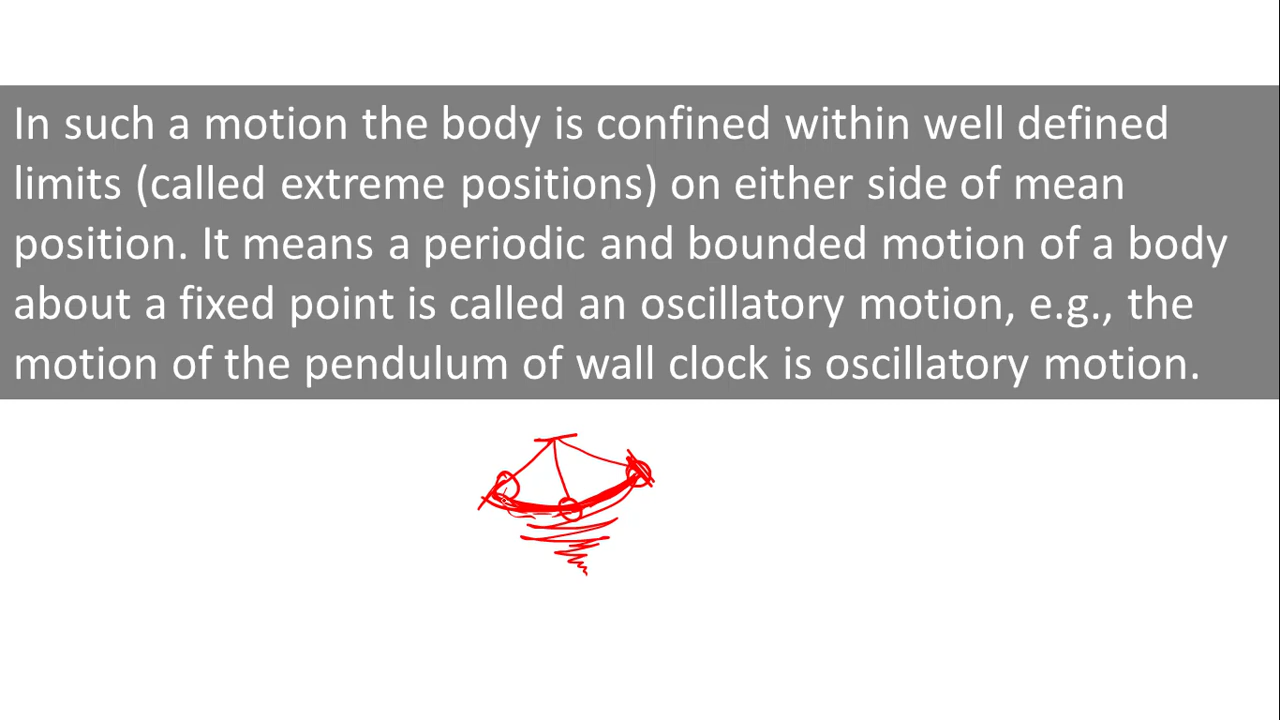 In such a motion the body is confined within well defined
limits (called extreme positions) on either side of mean
position. It means a periodic and bounded motion of a body
about a fixed point is called an oscillatory motion, e.g., the
motion of the pendulum of wall clock is oscillatory motion.